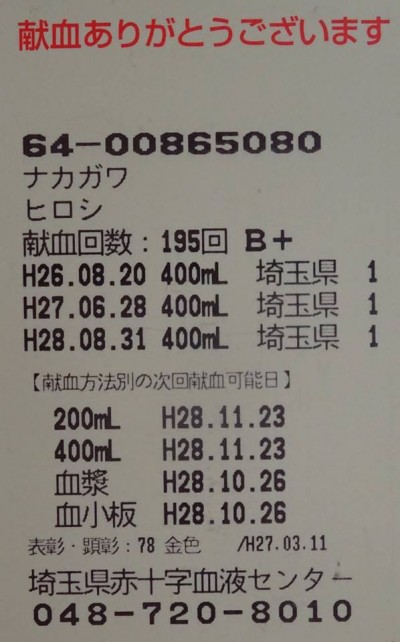 献血ありがとうございます
64-00865080
ナカガワ
ヒロシ
献血回数：195回 B+
H26.08.20 400mL 埼玉県 1
H27.06.28 400mL 埼玉県 1
H28.08.31 400mL 埼玉県 1
【献血方法別の次回献血可能日】
200mL H28.11.23
400mL H28.11.23
血漿 H28.10.26
血小板 H28.10.26
表彰・顕彰：78 金色 /H27.03.11
埼玉県赤十字血液センター
048-720-8010